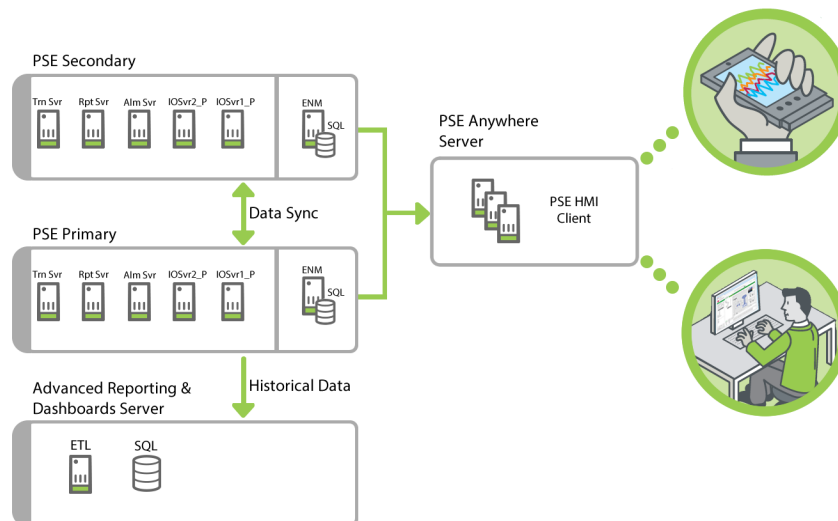 PSE Secondary
Trn Svr Rpt Svr Alm Svr IOSvr2_P IOSvr1_P ENM
SQL
PSE Anywhere
Server
PSE HMI
Client
Data Sync
PSE Primary
Trn Svr Rpt Svr Alm Svr IOSvr2_P IOSvr1_P ENM
SQL
Historical Data
Advanced Reporting &
Dashboards Server
ETL SQL